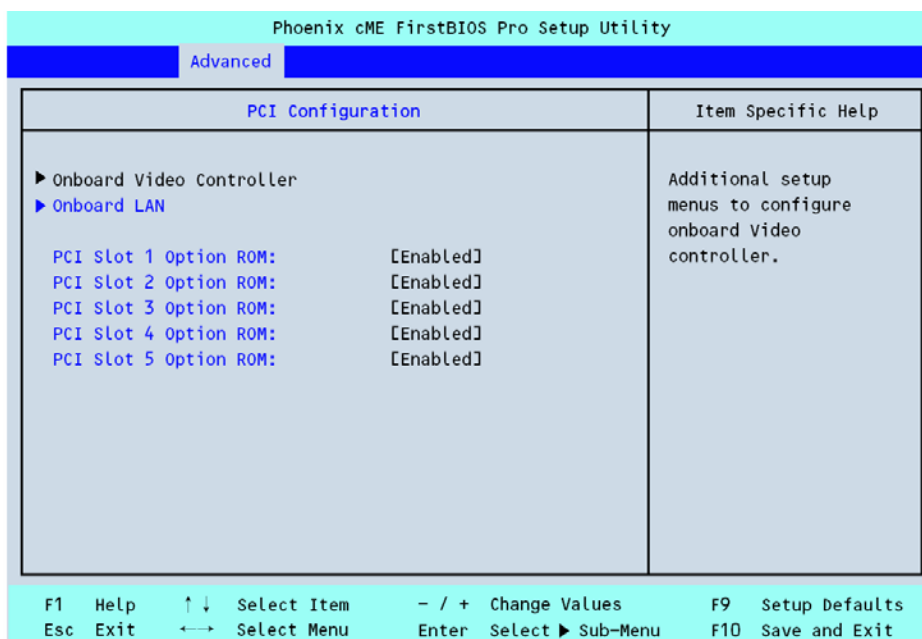 Phoenix cME FirstBIOS Pro Setup Utility
Advanced
PCI Configuration
Item Specific Help
▶ Onboard Video Controller
▶ Onboard LAN
PCI Slot 1 Option ROM: [Enabled]
PCI Slot 2 Option ROM: [Enabled]
PCI Slot 3 Option ROM: [Enabled]
PCI Slot 4 Option ROM: [Enabled]
PCI Slot 5 Option ROM: [Enabled]
Additional setup
menus to configure
onboard Video
controller.
F1 Help ↑↓ Select Item - / + Change Values F9 Setup Defaults
Esc Exit ←→ Select Menu Enter Select ▶ Sub-Menu F10 Save and Exit